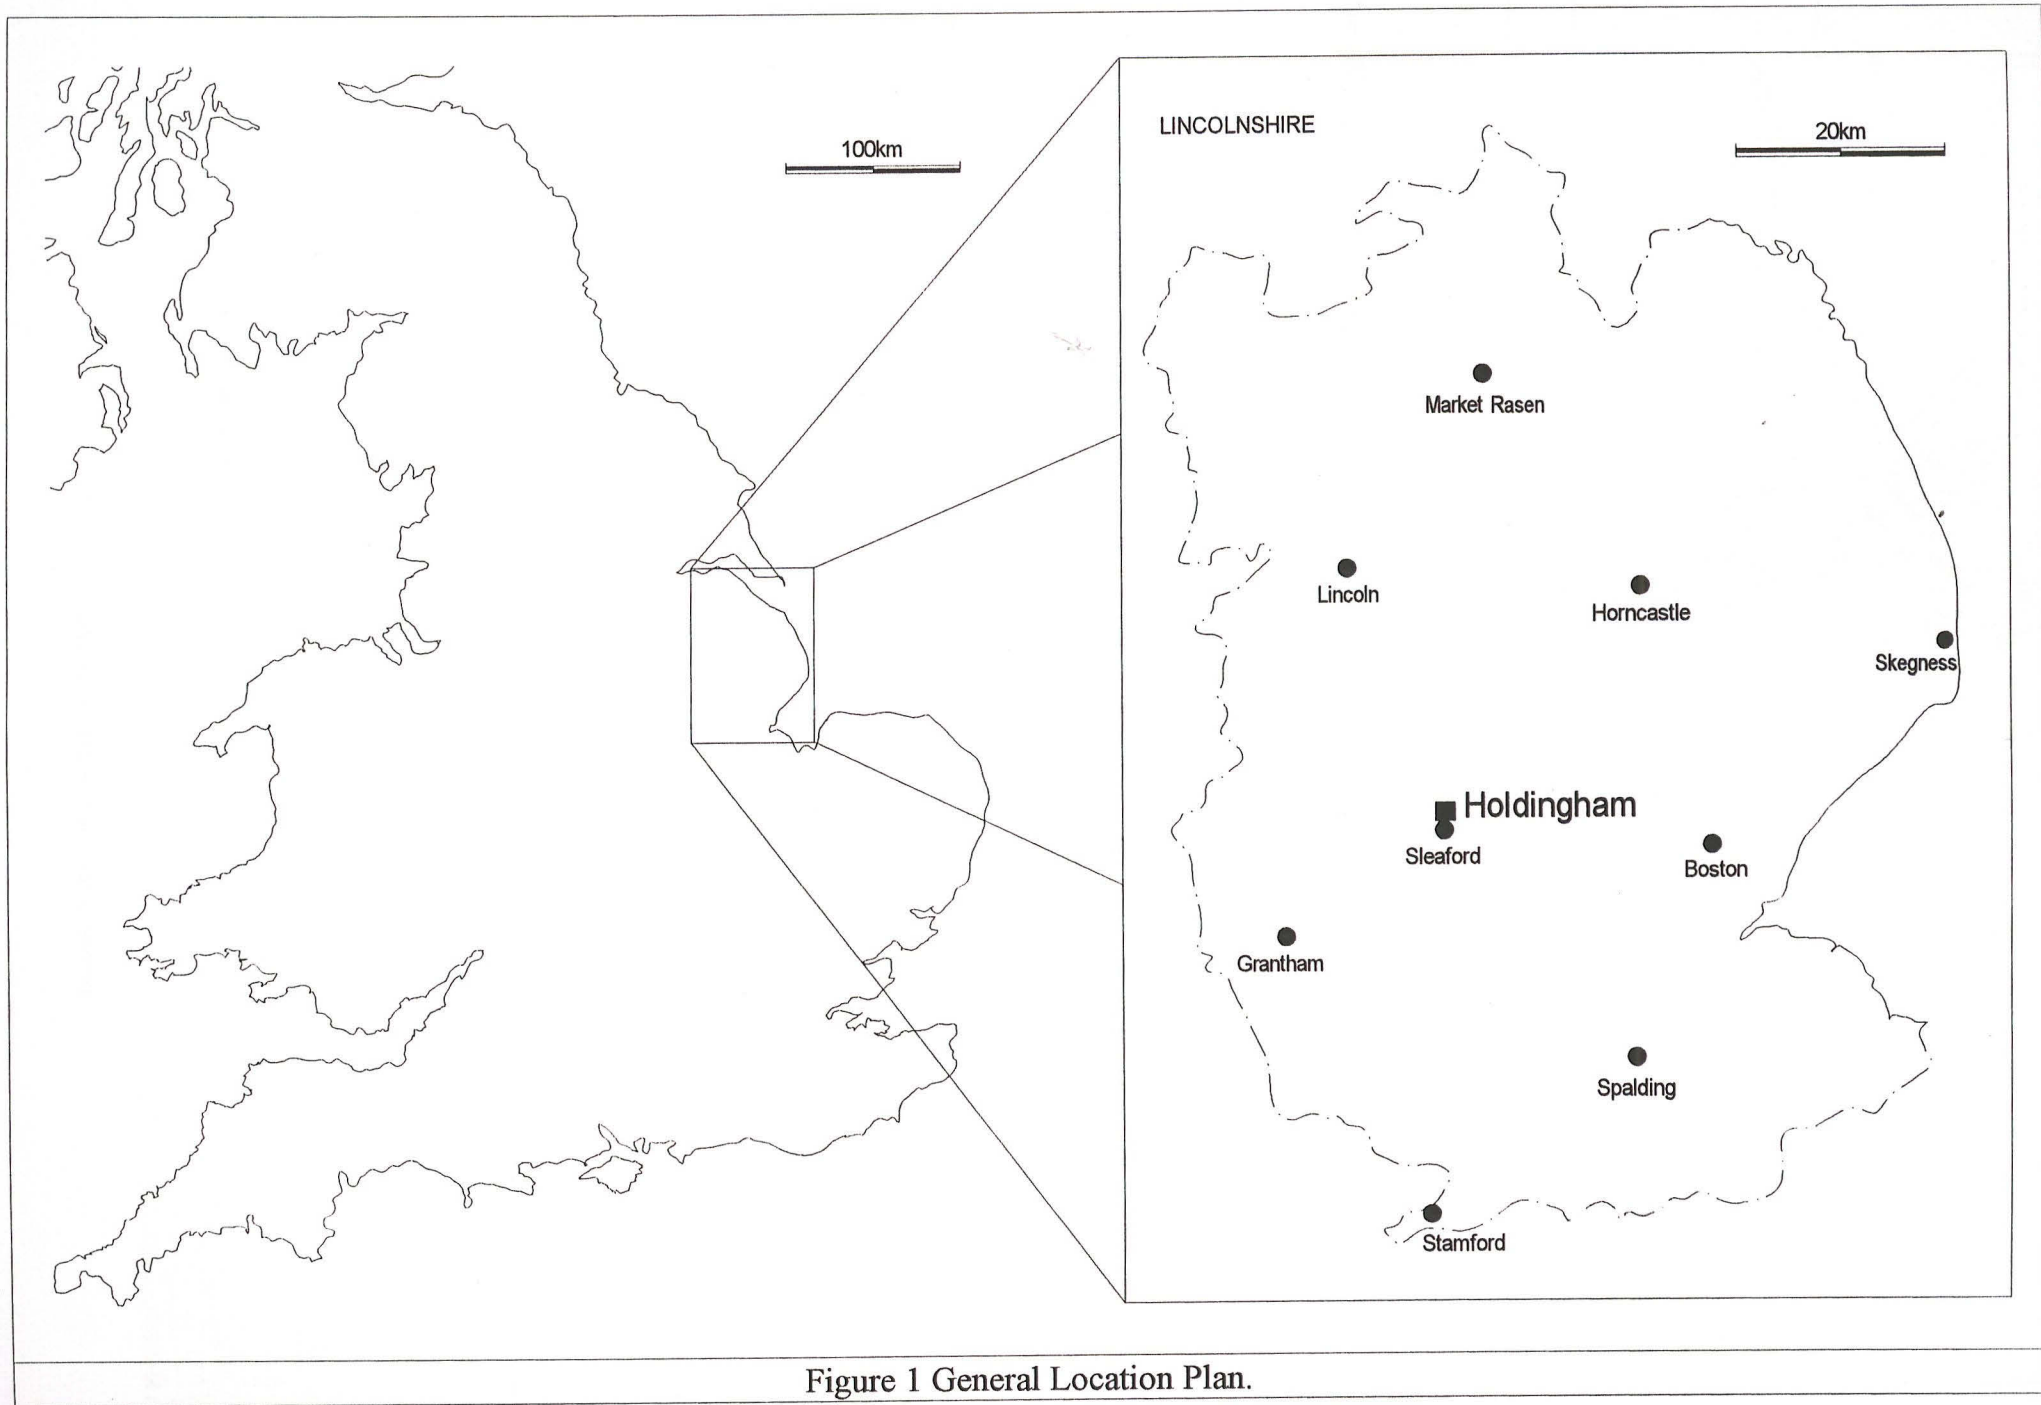 100km
LINCOLNSHIRE
20km
Market Rasen
Lincoln
Horncastle
Skegness
Holdingham
Sleaford
Boston
Grantham
Spalding
Stamford
Figure 1 General Location Plan.